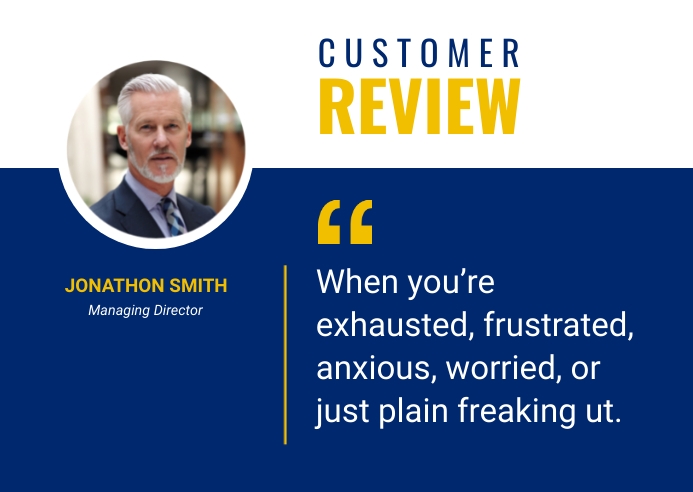 CUSTOMER
REVIEW
JONATHON SMITH
Managing Director
“
When you’re
exhausted, frustrated,
anxious, worried, or
just plain freaking ut.